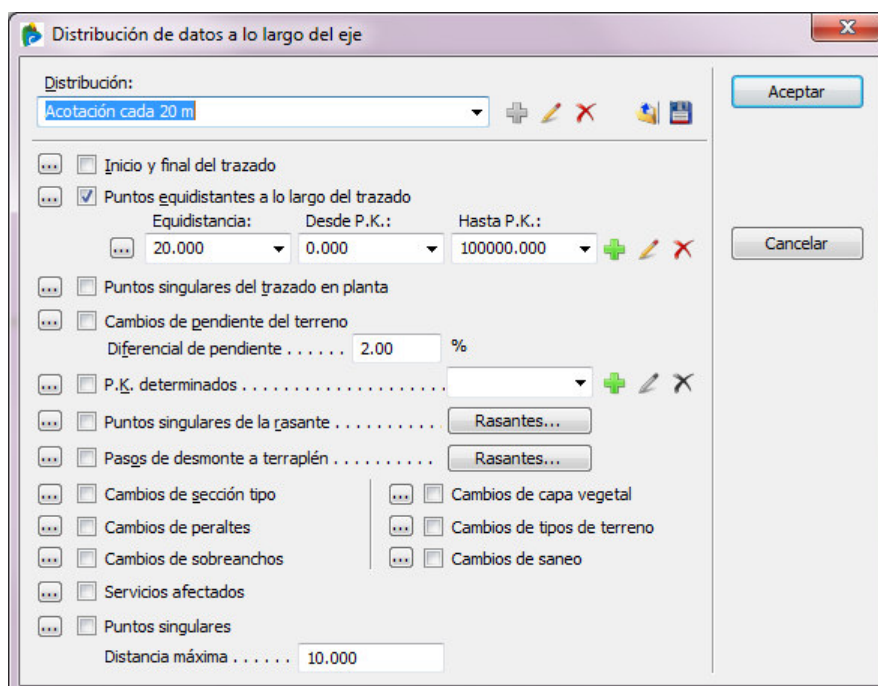 Distribución de datos a lo largo del eje
Distribución:
Acotación cada 20 m
Aceptar
... Inicio y final del trazado
... Puntos equidistantes a lo largo del trazado
Equidistancia: Desde P.K.: Hasta P.K.:
... 20.000 0.000 100000.000
Cancelar
... Puntos singulares del trazado en planta
... Cambios de pendiente del terreno
Diferencial de pendiente . . . . . . 2.00 %
... P.K. determinados . . . . . . . . . . . . . . . . . . . . .
... Puntos singulares de la rasante . . . . . . . . . . Rasantes...
... Pasos de desmonte a terraplén . . . . . . . . . . Rasantes...
... Cambios de sección tipo ... Cambios de capa vegetal
... Cambios de peraltes ... Cambios de tipos de terreno
... Cambios de sobreanchos ... Cambios de saneo
... Servicios afectados
... Puntos singulares
Distancia máxima . . . . . . 10.000